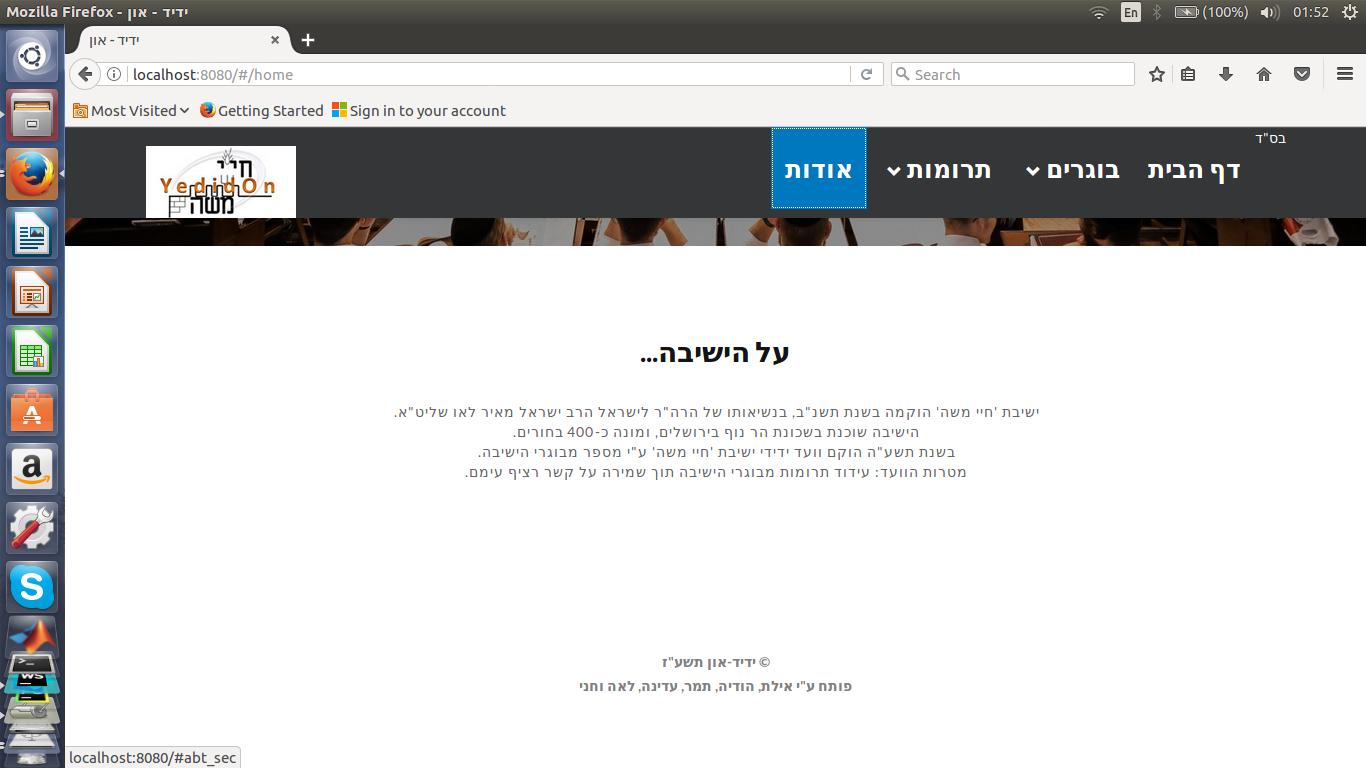 Mozilla Firefox - ידיד - און
En
(100%)
01:52
ידיד - און
localhost:8080/#/home
Search
Most Visited
Getting Started
Sign in to your account
בס"ד
דף הבית
בוגרים
תרומות
אודות
חיי
YedidOn
משה
על הישיבה...
ישיבת 'חיי משה' הוקמה בשנת תשנ"ב, בנשיאותו של הרה"ר לישראל הרב ישראל מאיר לאו שליט"א.
הישיבה שוכנת בשכונת הר נוף בירושלים, ומונה כ-400 בחורים.
בשנת תשע"ה הוקם וועד ידידי ישיבת 'חיי משה' ע"י מספר מבוגרי הישיבה.
מטרות הוועד: עידוד תרומות מבוגרי הישיבה תוך שמירה על קשר רציף עימם.
© ידיד-און תשע"ז
פותח ע"י אילת, הודיה, תמר, עדינה, לאה וחני
localhost:8080/#abt_sec